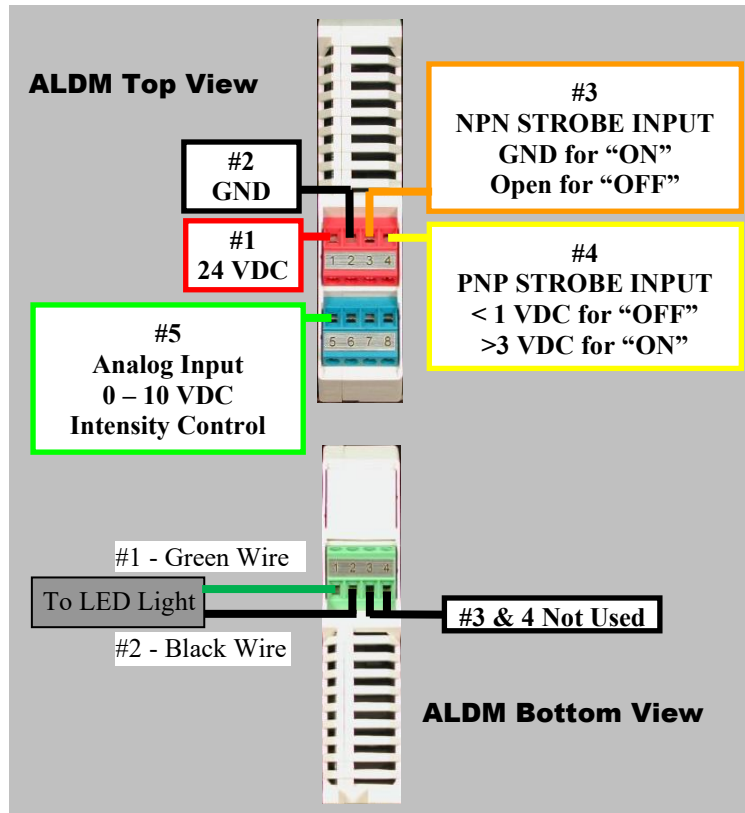 ALDM Top View
#3
NPN STROBE INPUT
GND for “ON”
Open for “OFF”
#2
GND
#1
24 VDC
1 2 3 4
#4
PNP STROBE INPUT
< 1 VDC for “OFF”
>3 VDC for “ON”
#5
Analog Input
0 – 10 VDC
Intensity Control
5 6 7 8
#1 - Green Wire
1 2 3 4
To LED Light
#3 & 4 Not Used
#2 - Black Wire
ALDM Bottom View